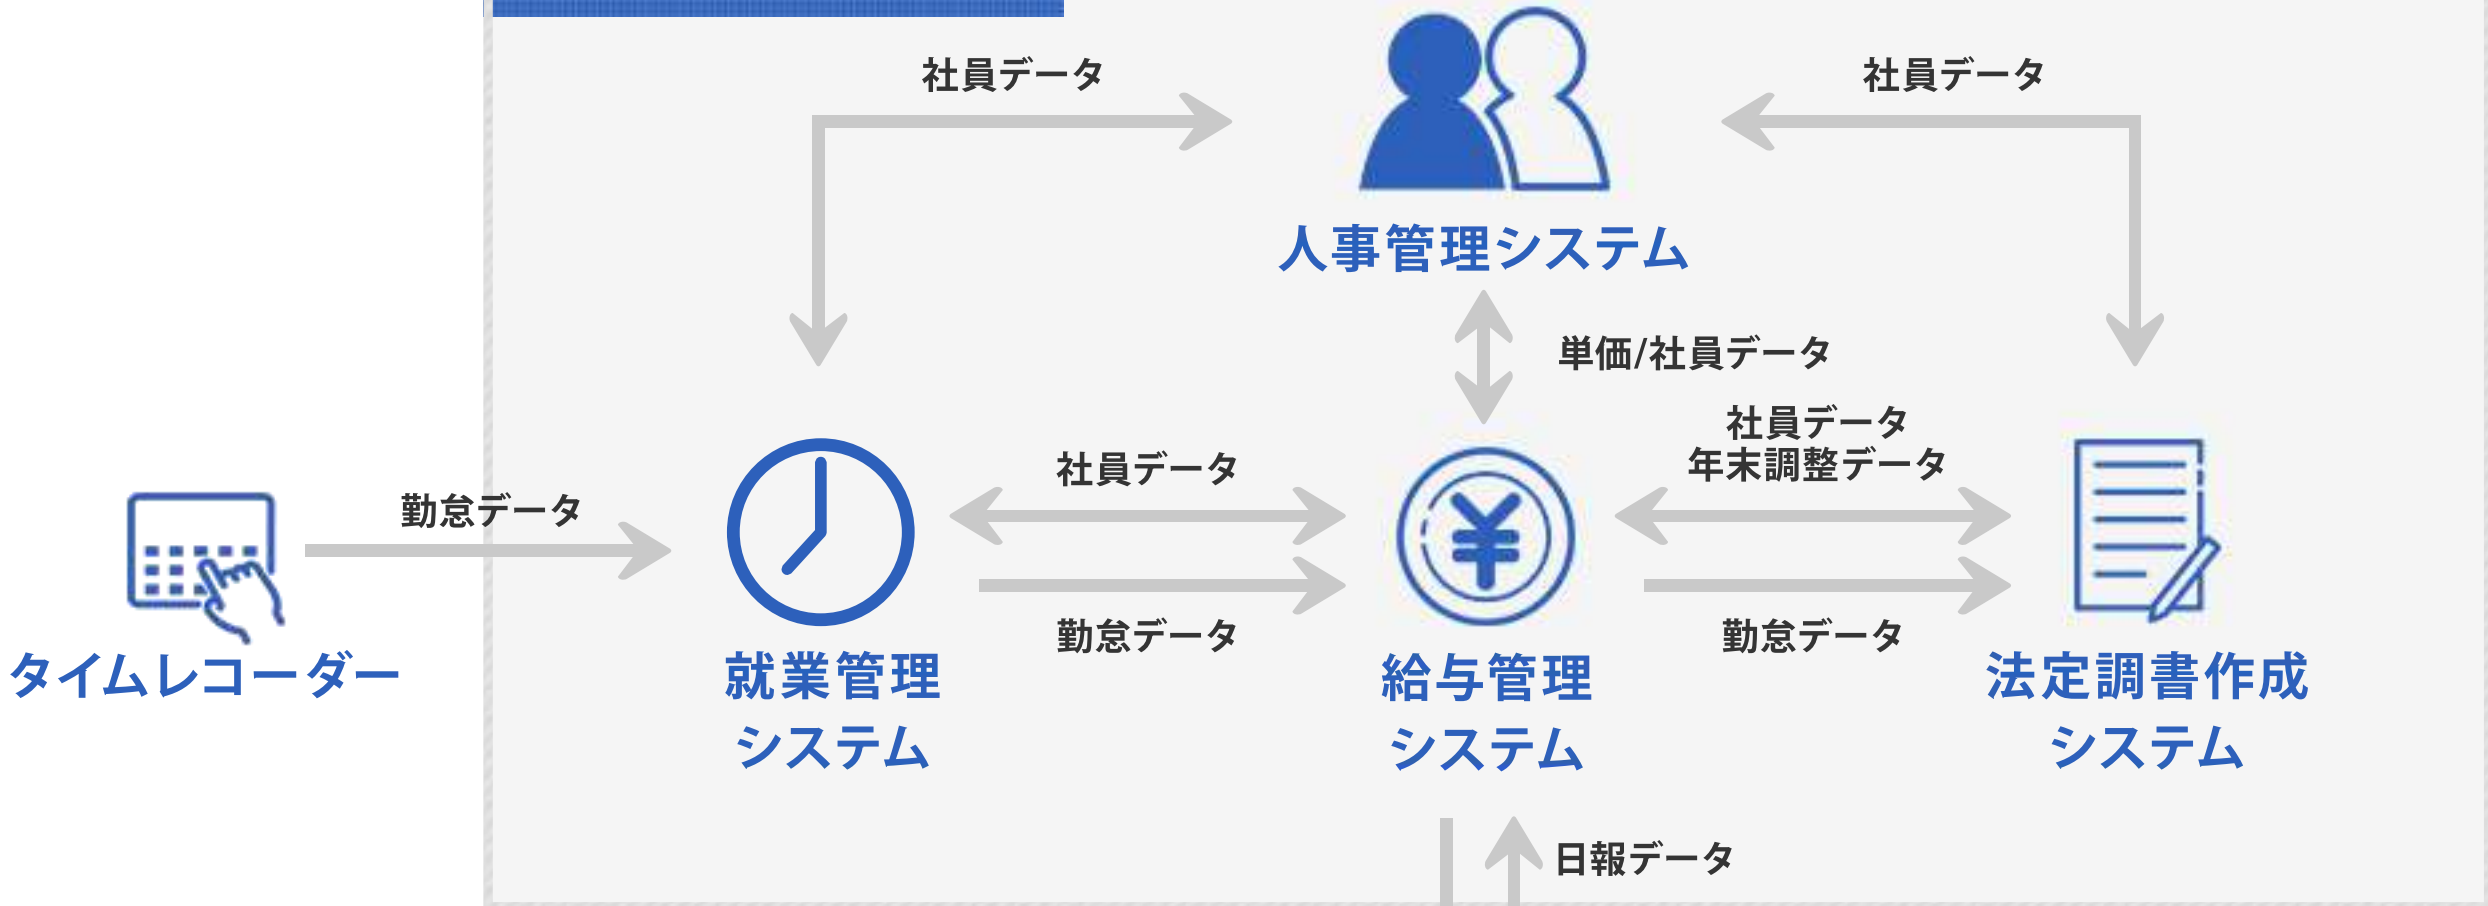 社員データ
社員データ
人事管理システム
単価/社員データ
社員データ
年末調整データ
社員データ
勤怠データ
勤怠データ
勤怠データ
タイムレコーダー
就業管理
システム
給与管理
システム
法定調書作成
システム
日報データ